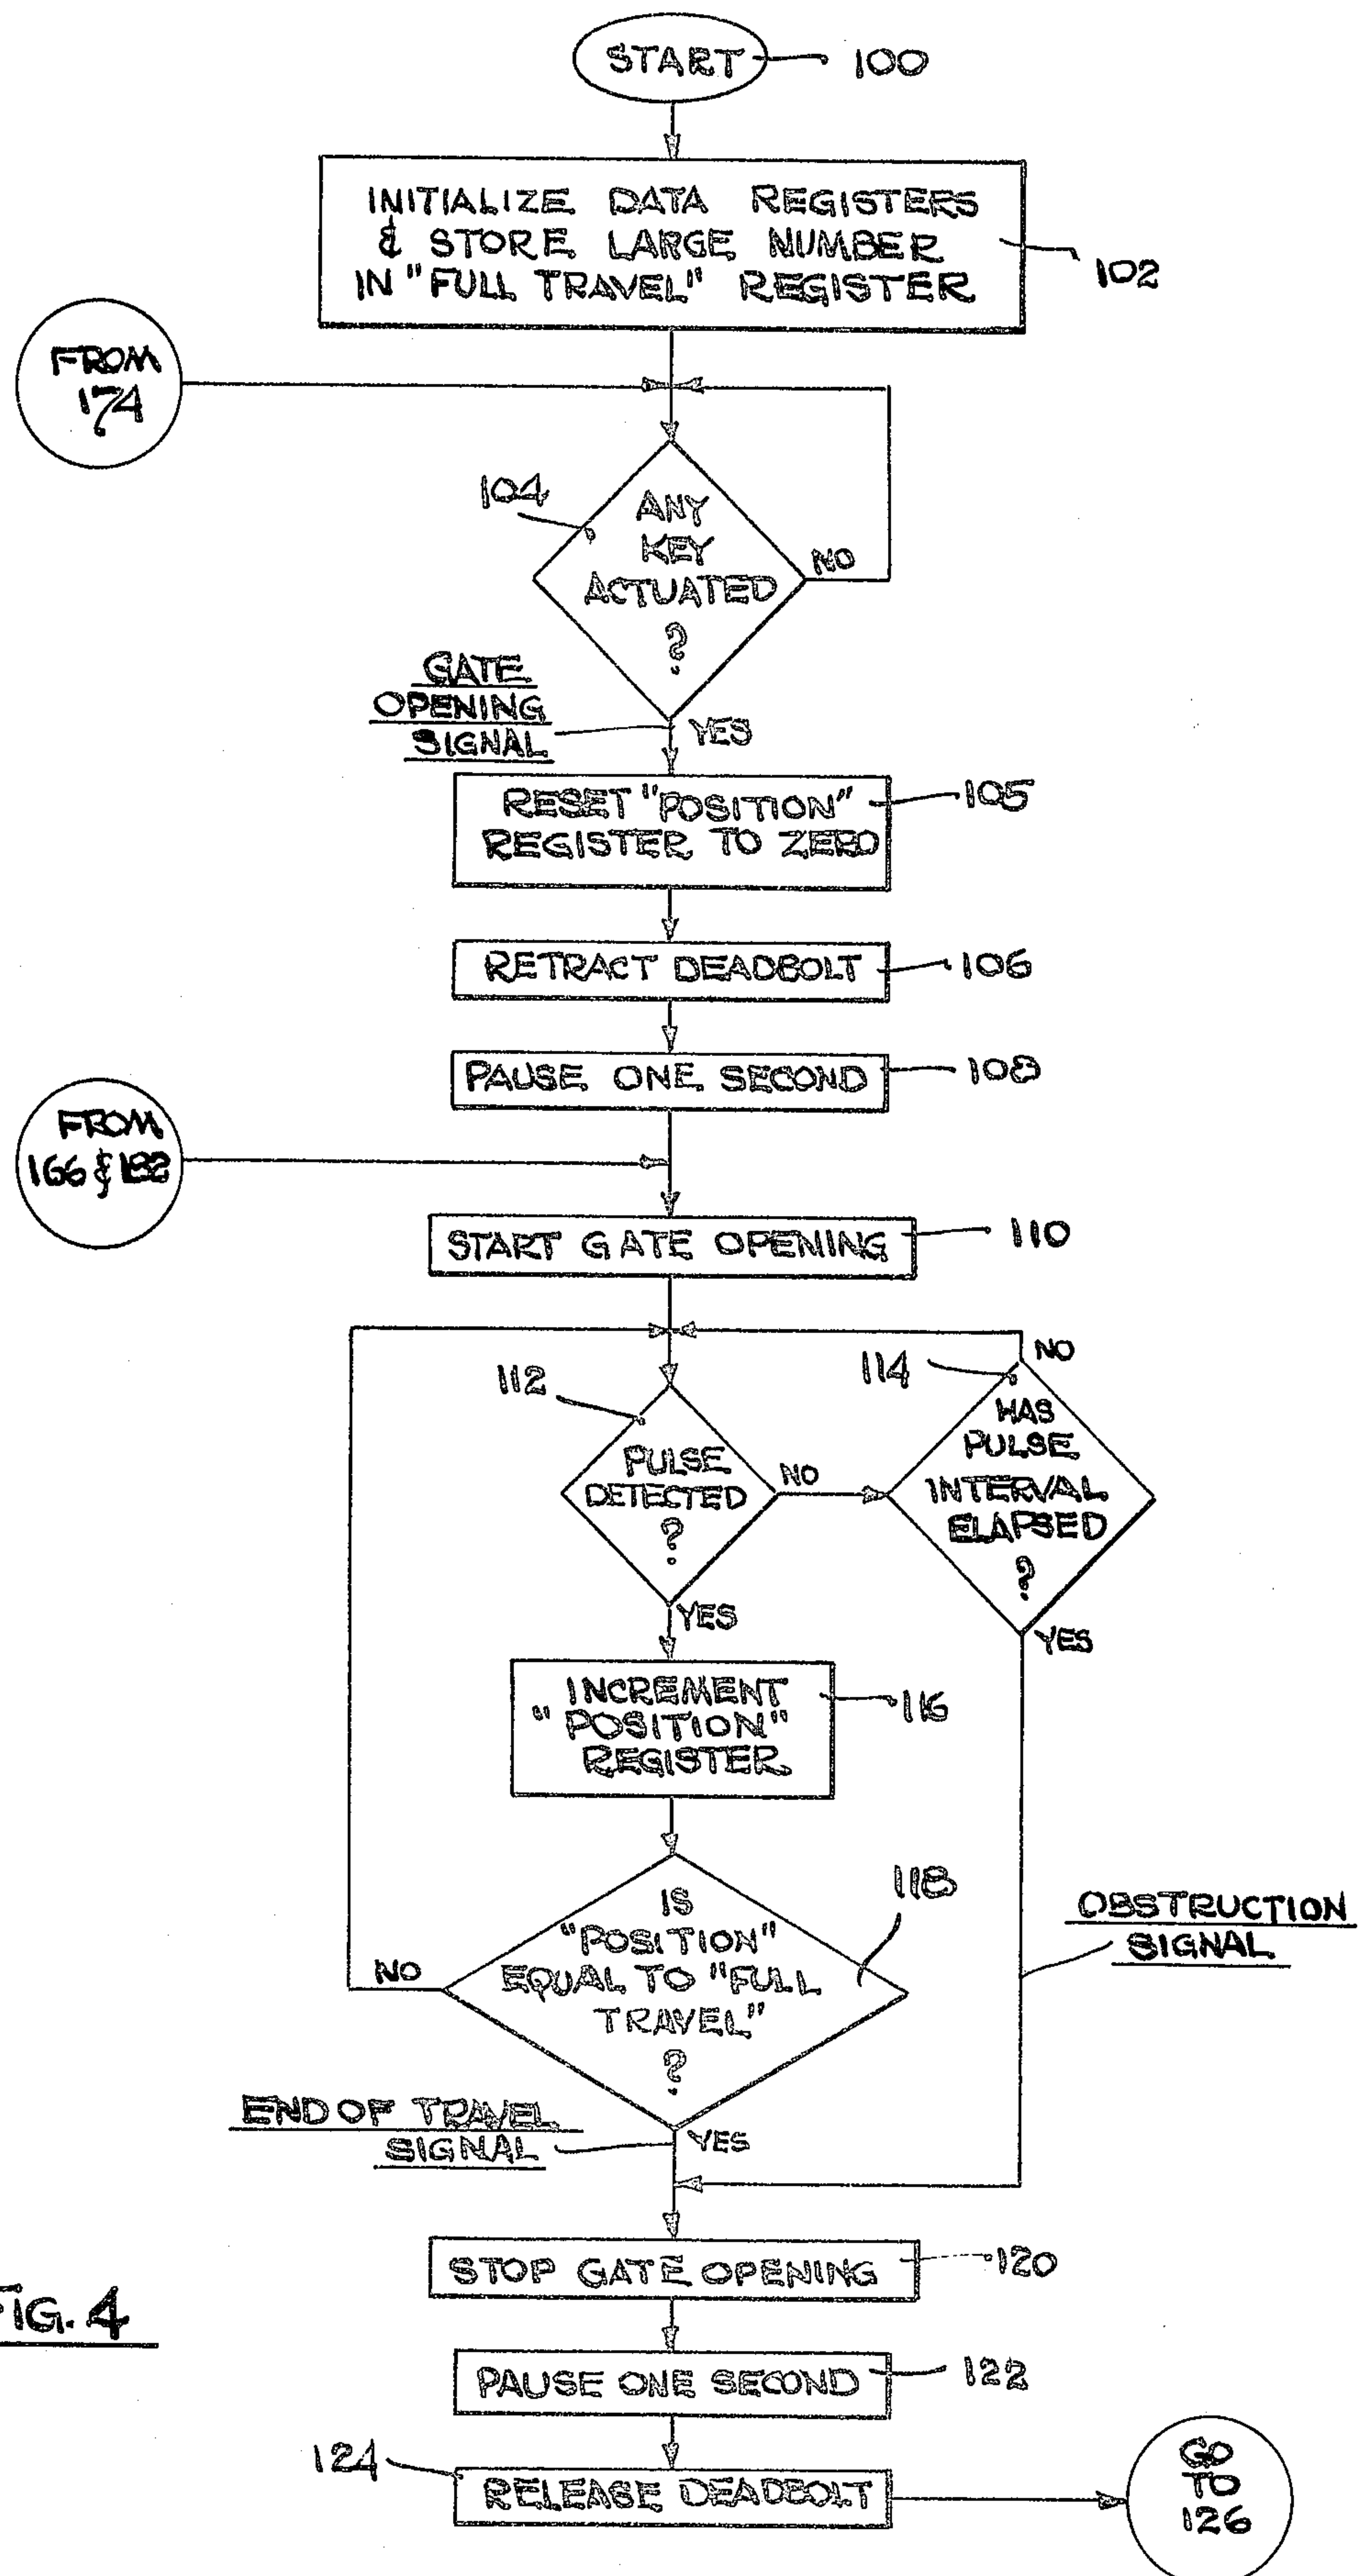 START
100
INITIALIZE DATA REGISTERS
& STORE LARGE NUMBER
IN "FULL TRAVEL" REGISTER
102
FROM
174
104
ANY
KEY
ACTUATED
?
NO
GATE
OPENING
SIGNAL
YES
RESET "POSITION"
REGISTER TO ZERO
105
RETRACT DEADBOLT
106
PAUSE ONE SECOND
108
FROM
166 &
START GATE OPENING
110
112
PULSE
DETECTED
?
NO
YES
114
NO
HAS
PULSE
INTERVAL
ELAPSED
?
YES
INCREMENT
"POSITION"
REGISTER
116
IS
"POSITION"
EQUAL TO "FULL
TRAVEL"
?
118
NO
OBSTRUCTION
SIGNAL
END OF TRAVEL
SIGNAL
YES
STOP GATE OPENING
120
FIG. 4
PAUSE ONE SECOND
122
124
RELEASE DEADBOLT
GO
TO
126